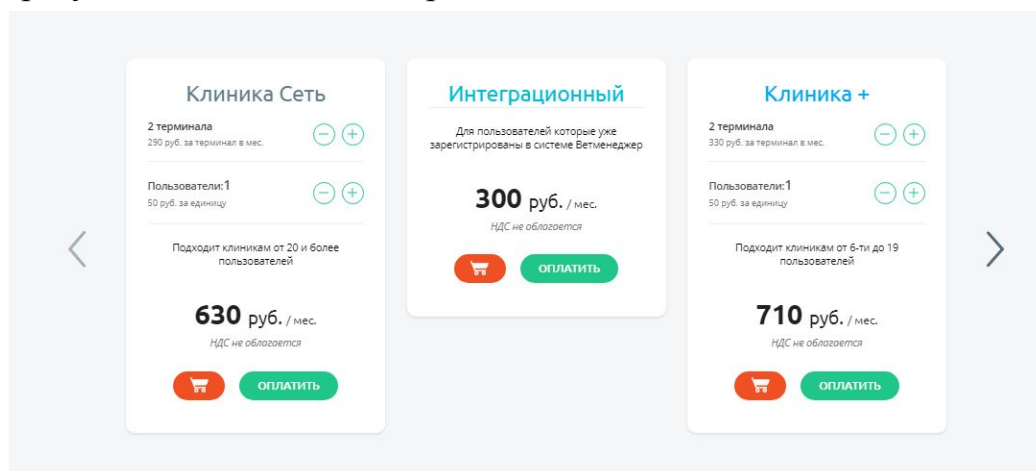 Клиника Сеть
2 терминала
290 руб. за терминал в мес.
Пользователи:1
50 руб. за единицу
Подходит клиникам от 20 и более
пользователей
630 руб. / мес.
НДС не облагается
ОПЛАТИТЬ
Интеграционный
Для пользователей которые уже
зарегистрированы в системе Ветменеджер
300 руб. / мес.
НДС не облагается
ОПЛАТИТЬ
Клиника +
2 терминала
330 руб. за терминал в мес.
Пользователи:1
50 руб. за единицу
Подходит клиникам от 6-ти до 19
пользователей
710 руб. / мес.
НДС не облагается
ОПЛАТИТЬ